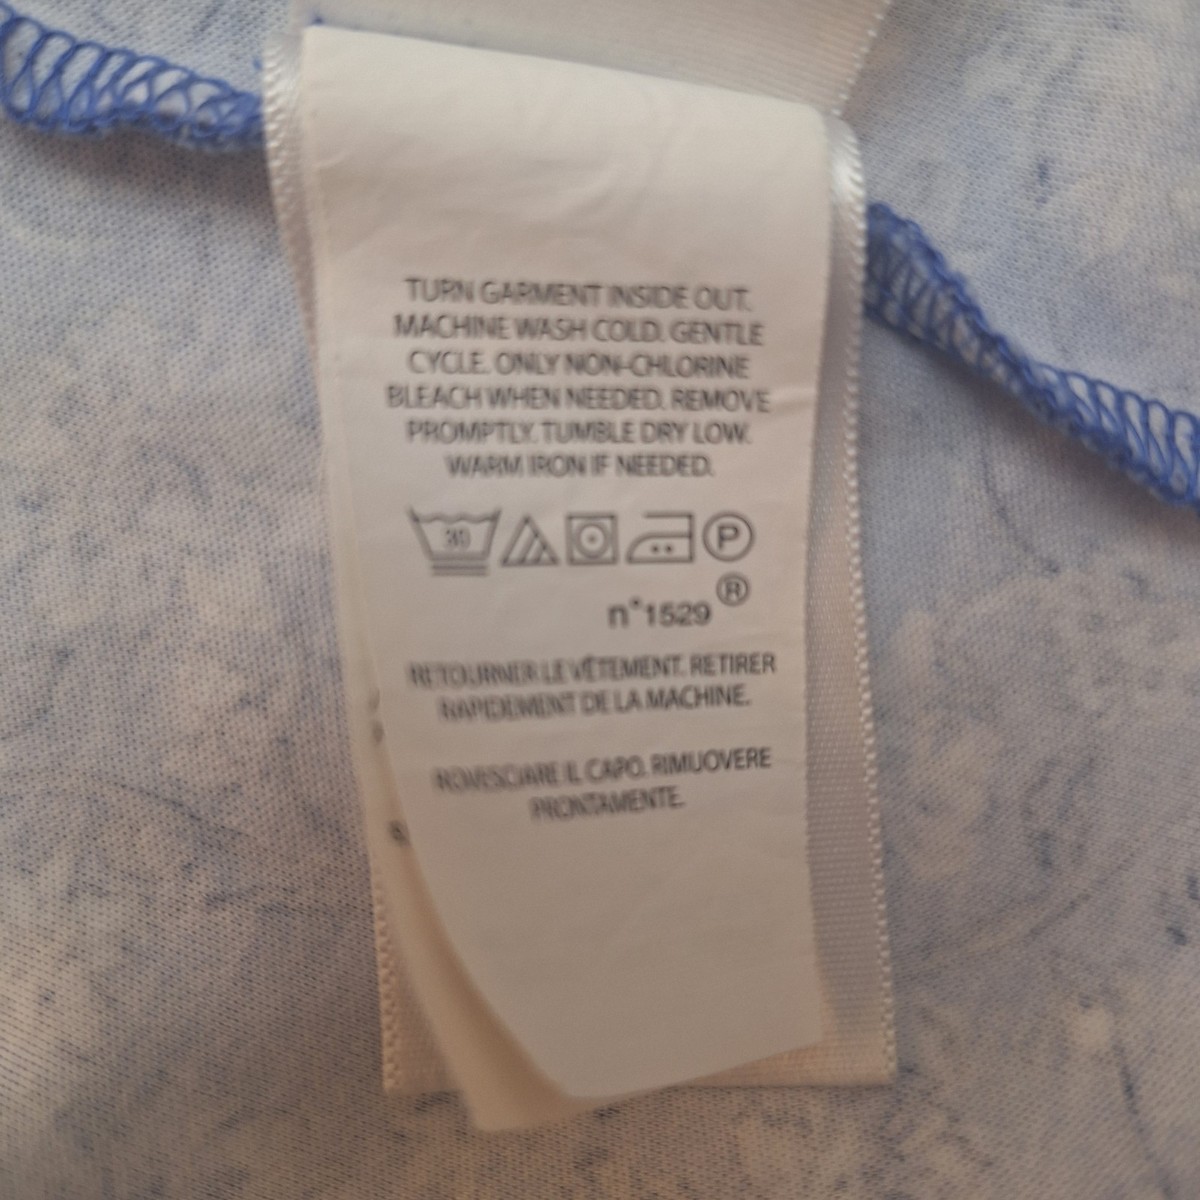 TURN GARMENT INSIDE OUT.
MACHINE WASH COLD. GENTLE
CYCLE. ONLY NON-CHLORINE
BLEACH WHEN NEEDED. REMOVE
PROMPTLY. TUMBLE DRY LOW.
WARM IRON IF NEEDED.
30 P
n°1529 ®
RETOURNER LE VÊTEMENT. RETIRER
RAPIDEMENT DE LA MACHINE.
ROVESCIARE IL CAPO. RIMUOVERE
PRONTAMENTE.